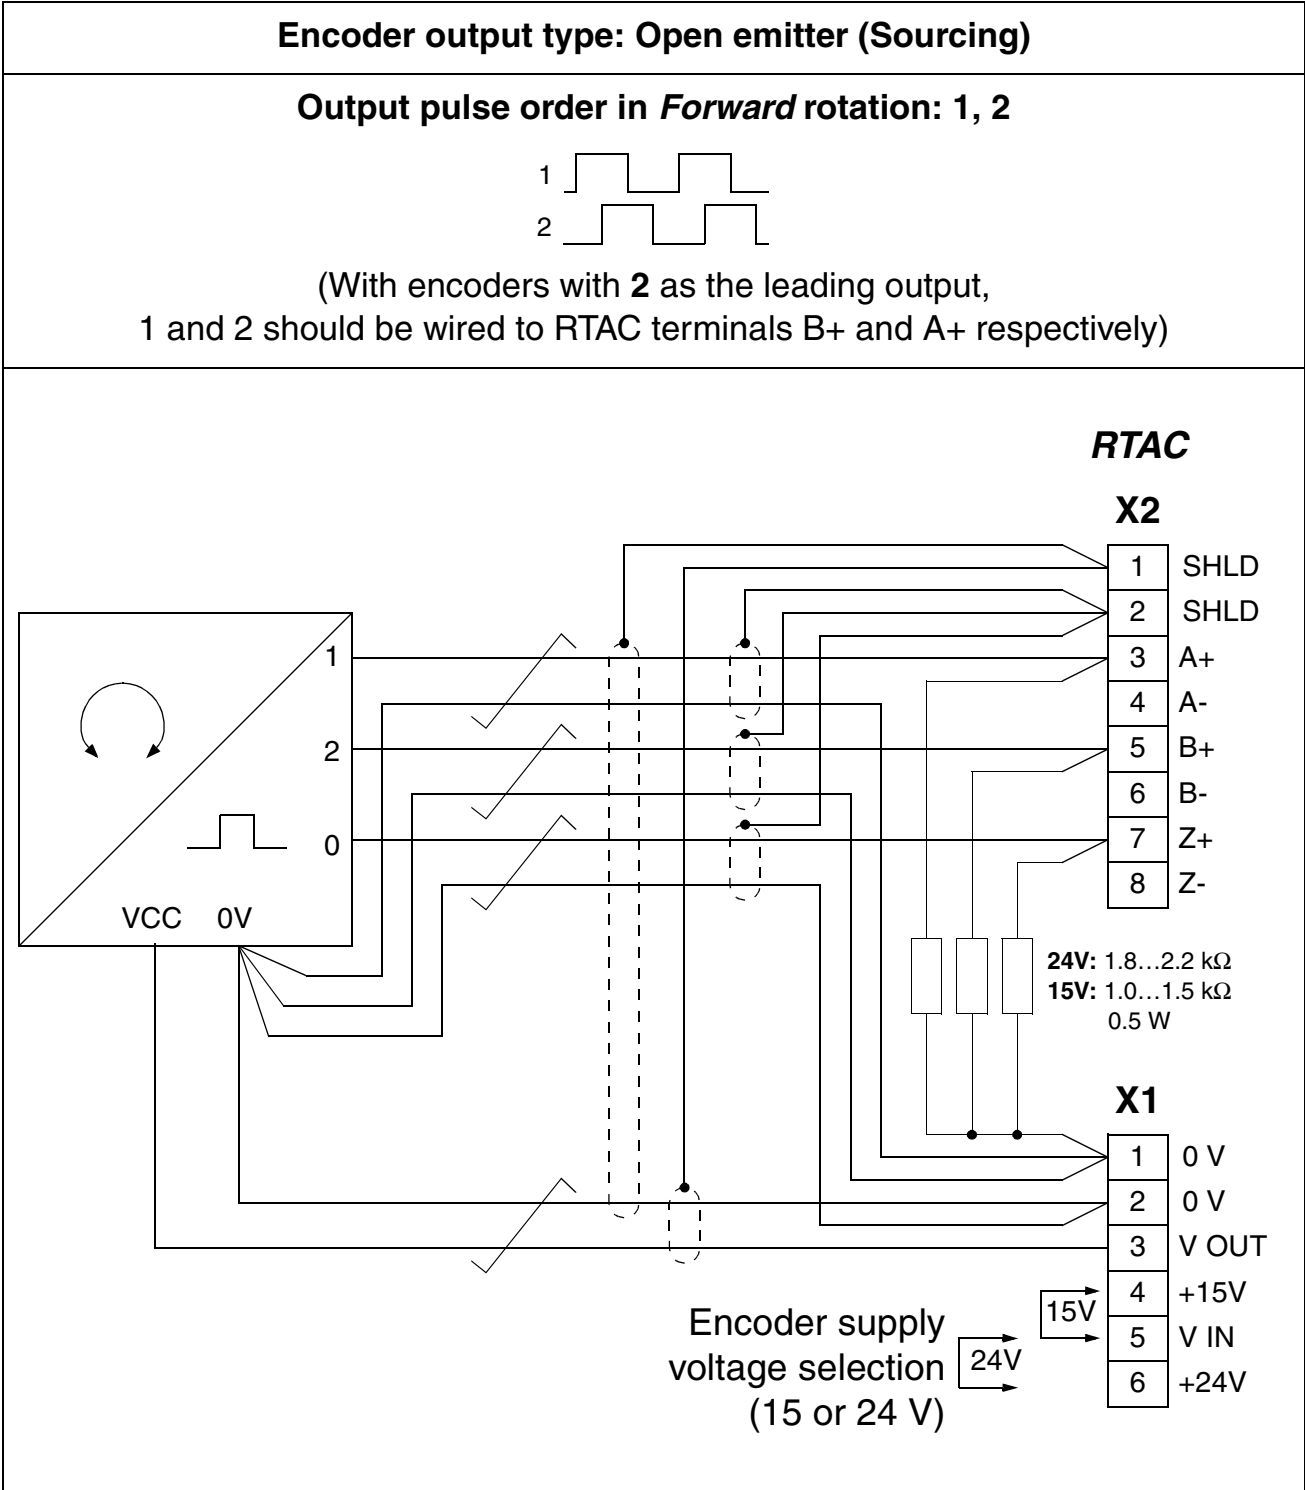 Encoder output type: Open emitter (Sourcing)
Output pulse order in Forward rotation: 1, 2
1
2
(With encoders with 2 as the leading output,
1 and 2 should be wired to RTAC terminals B+ and A+ respectively)
RTAC
X2
1 SHLD
2 SHLD
3 A+
4 A-
5 B+
6 B-
7 Z+
8 Z-
1
2
0
VCC 0V
24V: 1.8...2.2 kΩ
15V: 1.0...1.5 kΩ
0.5 W
X1
1 0 V
2 0 V
3 V OUT
4 +15V
5 V IN
6 +24V
15V
24V
Encoder supply
voltage selection
(15 or 24 V)